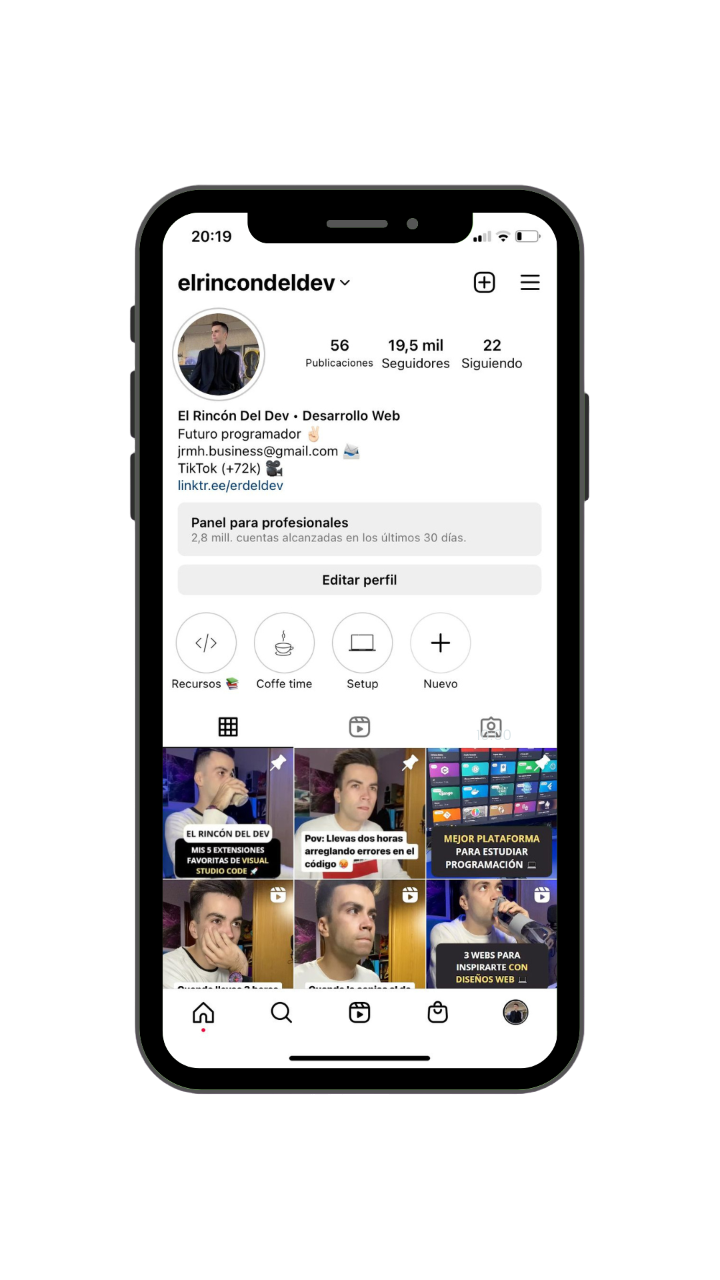 20:19
elrincondeldev
56 19,5 mil 22
Publicaciones Seguidores Siguiendo
El Rincón Del Dev • Desarrollo Web
Futuro programador ✌🏻
jrmh.business@gmail.com 📨
TikTok (+72k) 🎥
linktr.ee/erdeldev
Panel para profesionales
2,8 mill. cuentas alcanzadas en los últimos 30 días.
Editar perfil
</>
Recursos 📚 Coffe time Setup Nuevo
EL RINCÓN DEL DEV
MIS 5 EXTENSIONES
FAVORITAS DE VISUAL
STUDIO CODE 🚀
Pov: Llevas dos horas
arreglando errores en el
código 🥵
MEJOR PLATAFORMA
PARA ESTUDIAR
PROGRAMACIÓN 💻
3 WEBS PARA
INSPIRARTE CON
DISEÑOS WEB 💻